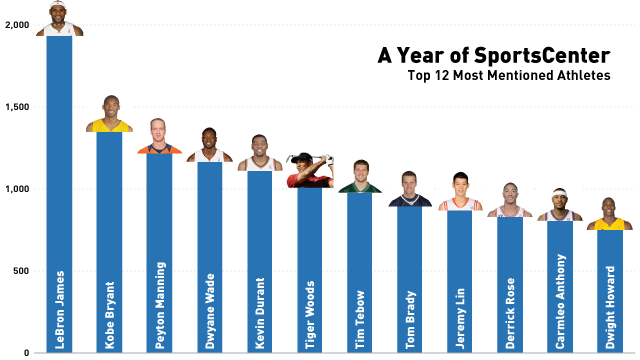 A Year of SportsCenter
Top 12 Most Mentioned Athletes
2,000
1,500
1,000
500
0
LeBron James
Kobe Bryant
Peyton Manning
Dwyane Wade
Kevin Durant
Tiger Woods
Tim Tebow
Tom Brady
Jeremy Lin
Derrick Rose
Carmleo Anthony
Dwight Howard